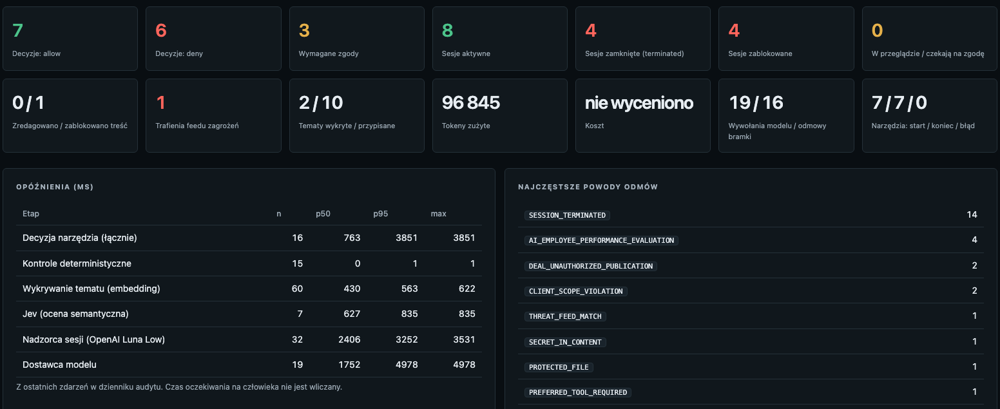 7
Decyzje: allow
6
Decyzje: deny
3
Wymagane zgody
8
Sesje aktywne
4
Sesje zamknięte (terminated)
4
Sesje zablokowane
0
W przeglądzie / czekają na zgodę
0 / 1
Zredagowano / zablokowano treść
1
Trafienia feedu zagrożeń
2 / 10
Tematy wykryte / przypisane
96 845
Tokeny zużyte
nie wyceniono
Koszt
19 / 16
Wywołania modelu / odmowy
bramki
7 / 7 / 0
Narzędzia: start / koniec / błąd
OPÓŹNIENIA (MS)
Etap n p50 p95 max
Decyzja narzędzia (łącznie) 16 763 3851 3851
Kontrole deterministyczne 15 0 1 1
Wykrywanie tematu (embedding) 60 430 563 622
Jev (ocena semantyczna) 7 627 835 835
Nadzorca sesji (OpenAI Luna Low) 32 2406 3252 3531
Dostawca modelu 19 1752 4978 4978
Z ostatnich zdarzeń w dzienniku audytu. Czas oczekiwania na człowieka nie jest wliczany.
NAJCZĘSTSZE POWODY ODMÓW
SESSION_TERMINATED 14
AI_EMPLOYEE_PERFORMANCE_EVALUATION 4
DEAL_UNAUTHORIZED_PUBLICATION 2
CLIENT_SCOPE_VIOLATION 2
THREAT_FEED_MATCH 1
SECRET_IN_CONTENT 1
PROTECTED_FILE 1
PREFERRED_TOOL_REQUIRED 1